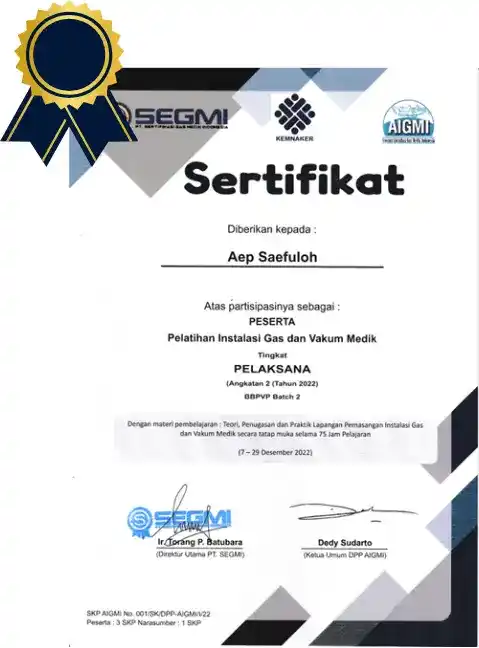 SEGMI
PT. SERTIFIKASI GAS MEDIK INDONESIA
KEMNAKER
AIGMI
Sertifikat
Diberikan kepada :
Aep Saefuloh
Atas partisipasinya sebagai :
PESERTA
Pelatihan Instalasi Gas dan Vakum Medik
Tingkat
PELAKSANA
(Angkatan 2 (Tahun 2022)
BBPVP Batch 2
Dengan materi pembelajaran : Teori, Penugasan dan Praktik Lapangan Pemasangan Instalasi Gas
dan Vakum Medik secara tatap muka selama 75 Jam Pelajaran
(7 – 29 Desember 2022)
SEGMI
Ir. Torang P. Batubara
(Direktur Utama PT. SEGMI)
Dedy Sudarto
(Ketua Umum DPP AIGMI)
SKP AIGMI No. 001/SK/DPP-AIGMI/I/22
Peserta : 3 SKP Narasumber : 1 SKP